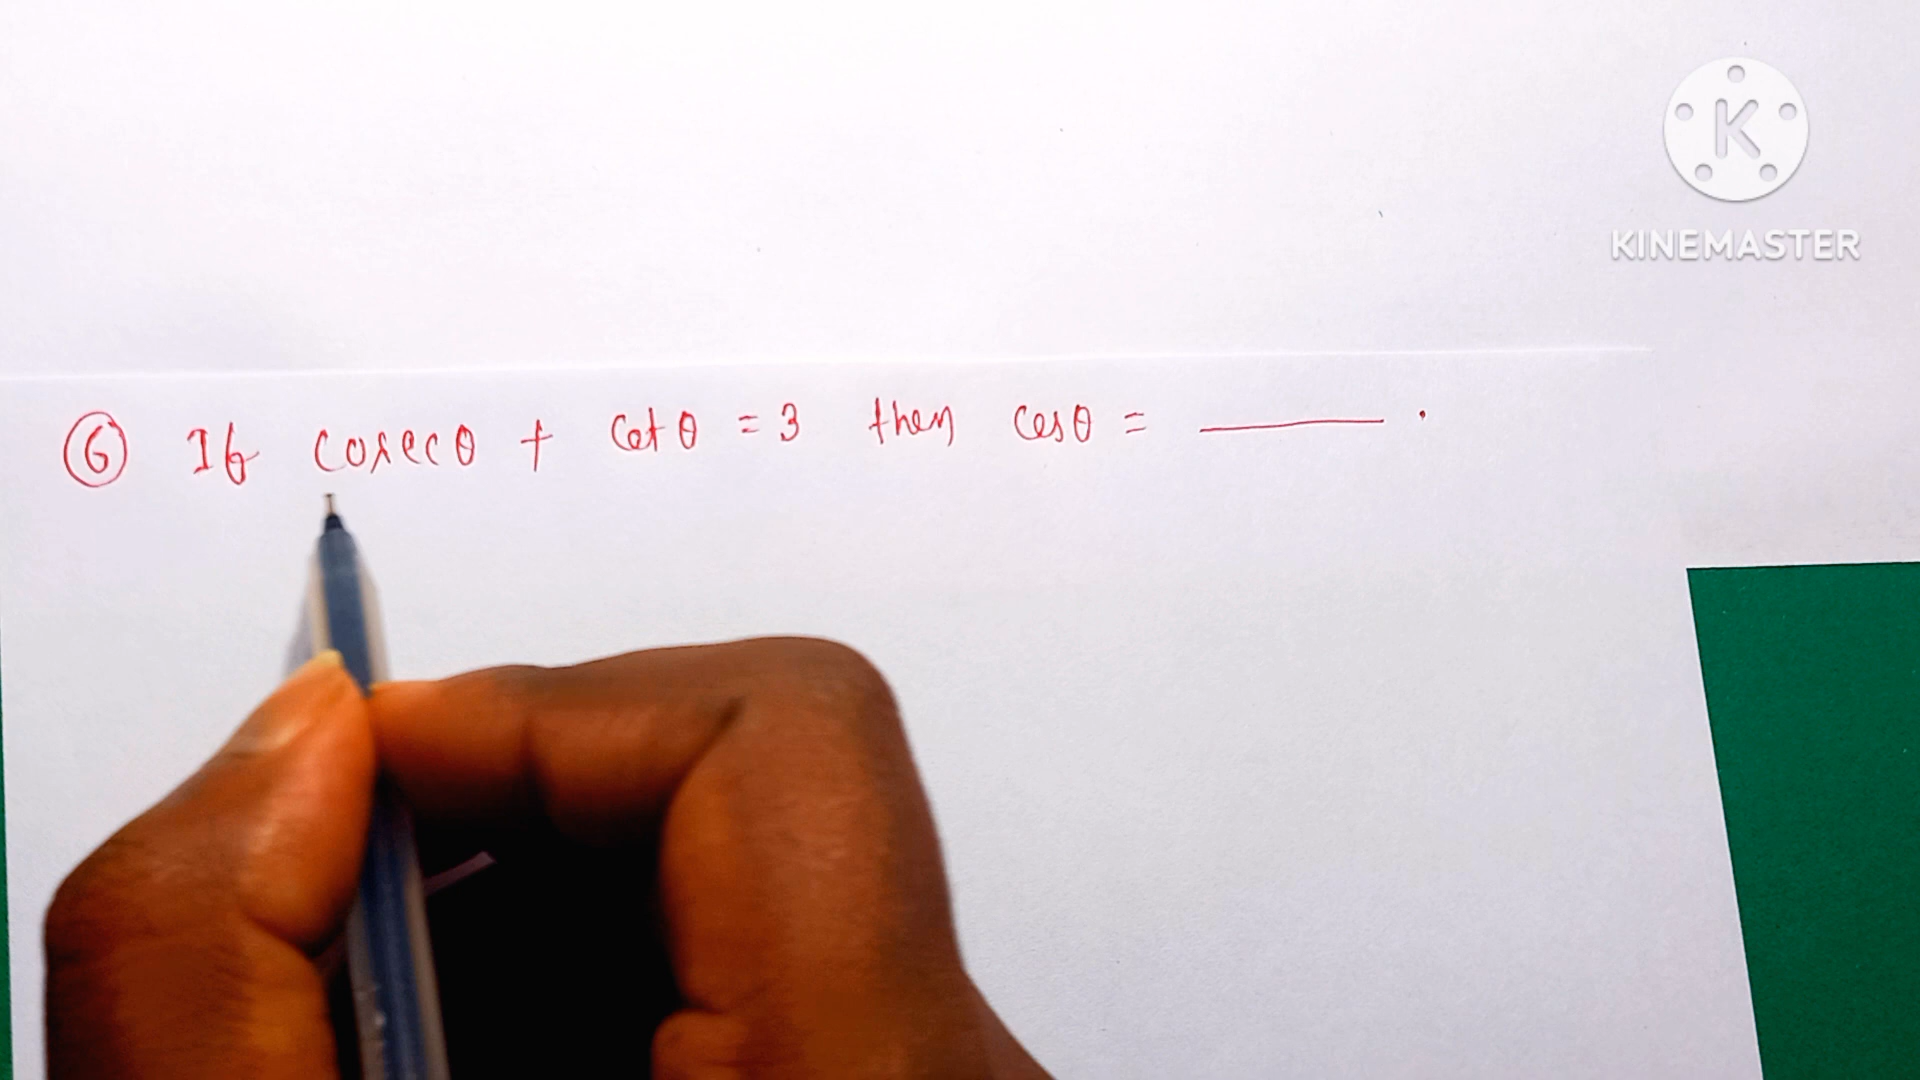 K
KINEMASTER
⑥ If cosecθ + cotθ = 3 then cosθ = ______ .